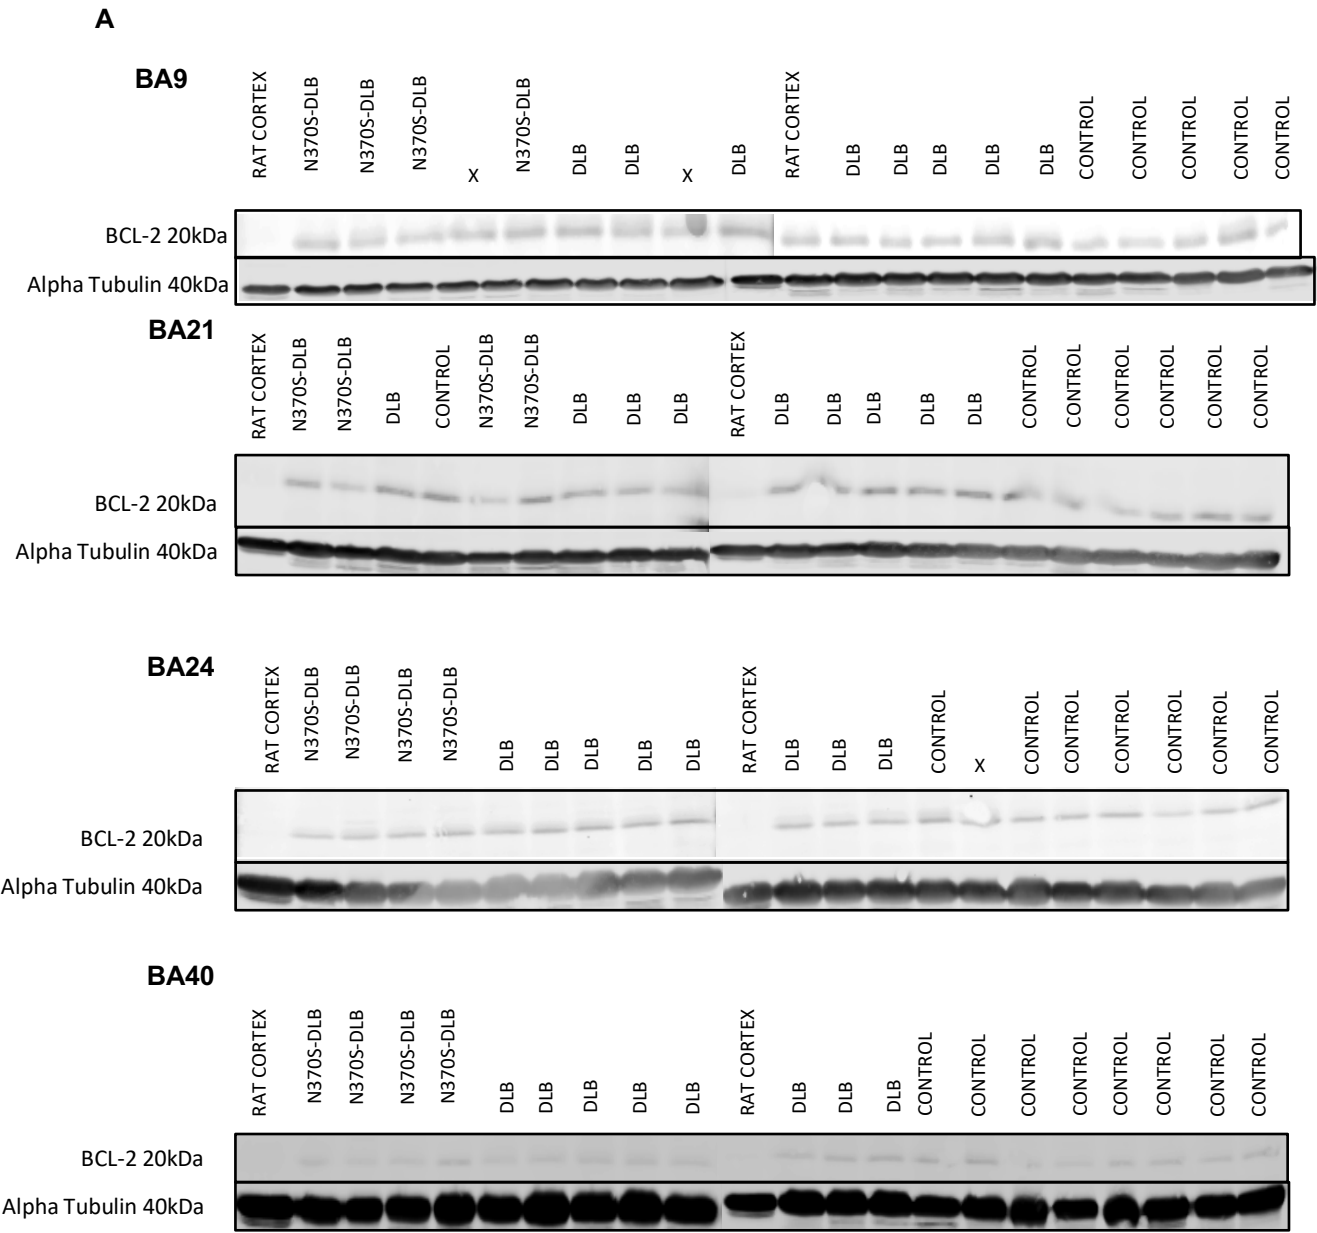 A
BA9
RAT CORTEX
N370S-DLB
N370S-DLB
N370S-DLB
X
N370S-DLB
DLB
DLB
X
DLB
RAT CORTEX
DLB
DLB
DLB
DLB
DLB
CONTROL
CONTROL
CONTROL
CONTROL
CONTROL
BCL-2 20kDa
Alpha Tubulin 40kDa
BA21
RAT CORTEX
N370S-DLB
N370S-DLB
DLB
CONTROL
N370S-DLB
N370S-DLB
DLB
DLB
DLB
RAT CORTEX
DLB
DLB
DLB
DLB
DLB
CONTROL
CONTROL
CONTROL
CONTROL
CONTROL
CONTROL
BCL-2 20kDa
Alpha Tubulin 40kDa
BA24
RAT CORTEX
N370S-DLB
N370S-DLB
N370S-DLB
N370S-DLB
DLB
DLB
DLB
DLB
DLB
RAT CORTEX
DLB
DLB
DLB
CONTROL
X
CONTROL
CONTROL
CONTROL
CONTROL
CONTROL
CONTROL
BCL-2 20kDa
Alpha Tubulin 40kDa
BA40
RAT CORTEX
N370S-DLB
N370S-DLB
N370S-DLB
N370S-DLB
DLB
DLB
DLB
DLB
DLB
RAT CORTEX
DLB
DLB
DLB
CONTROL
CONTROL
CONTROL
CONTROL
CONTROL
CONTROL
CONTROL
CONTROL
BCL-2 20kDa
Alpha Tubulin 40kDa